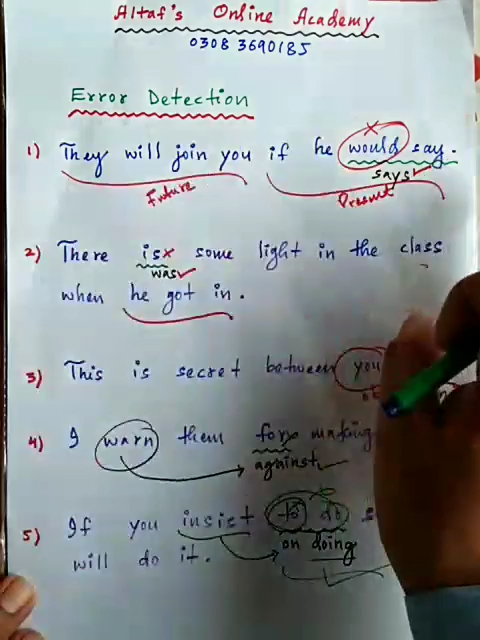 Altaf's Online Academy
0308 3690185
Error Detection
1) They will join you if he would say.
Future says Present
2) There is some light in the class
was
when he got in.
3) This is secret between you
4) I warn them for making
against
5) If you insist to do
on doing
will do it.